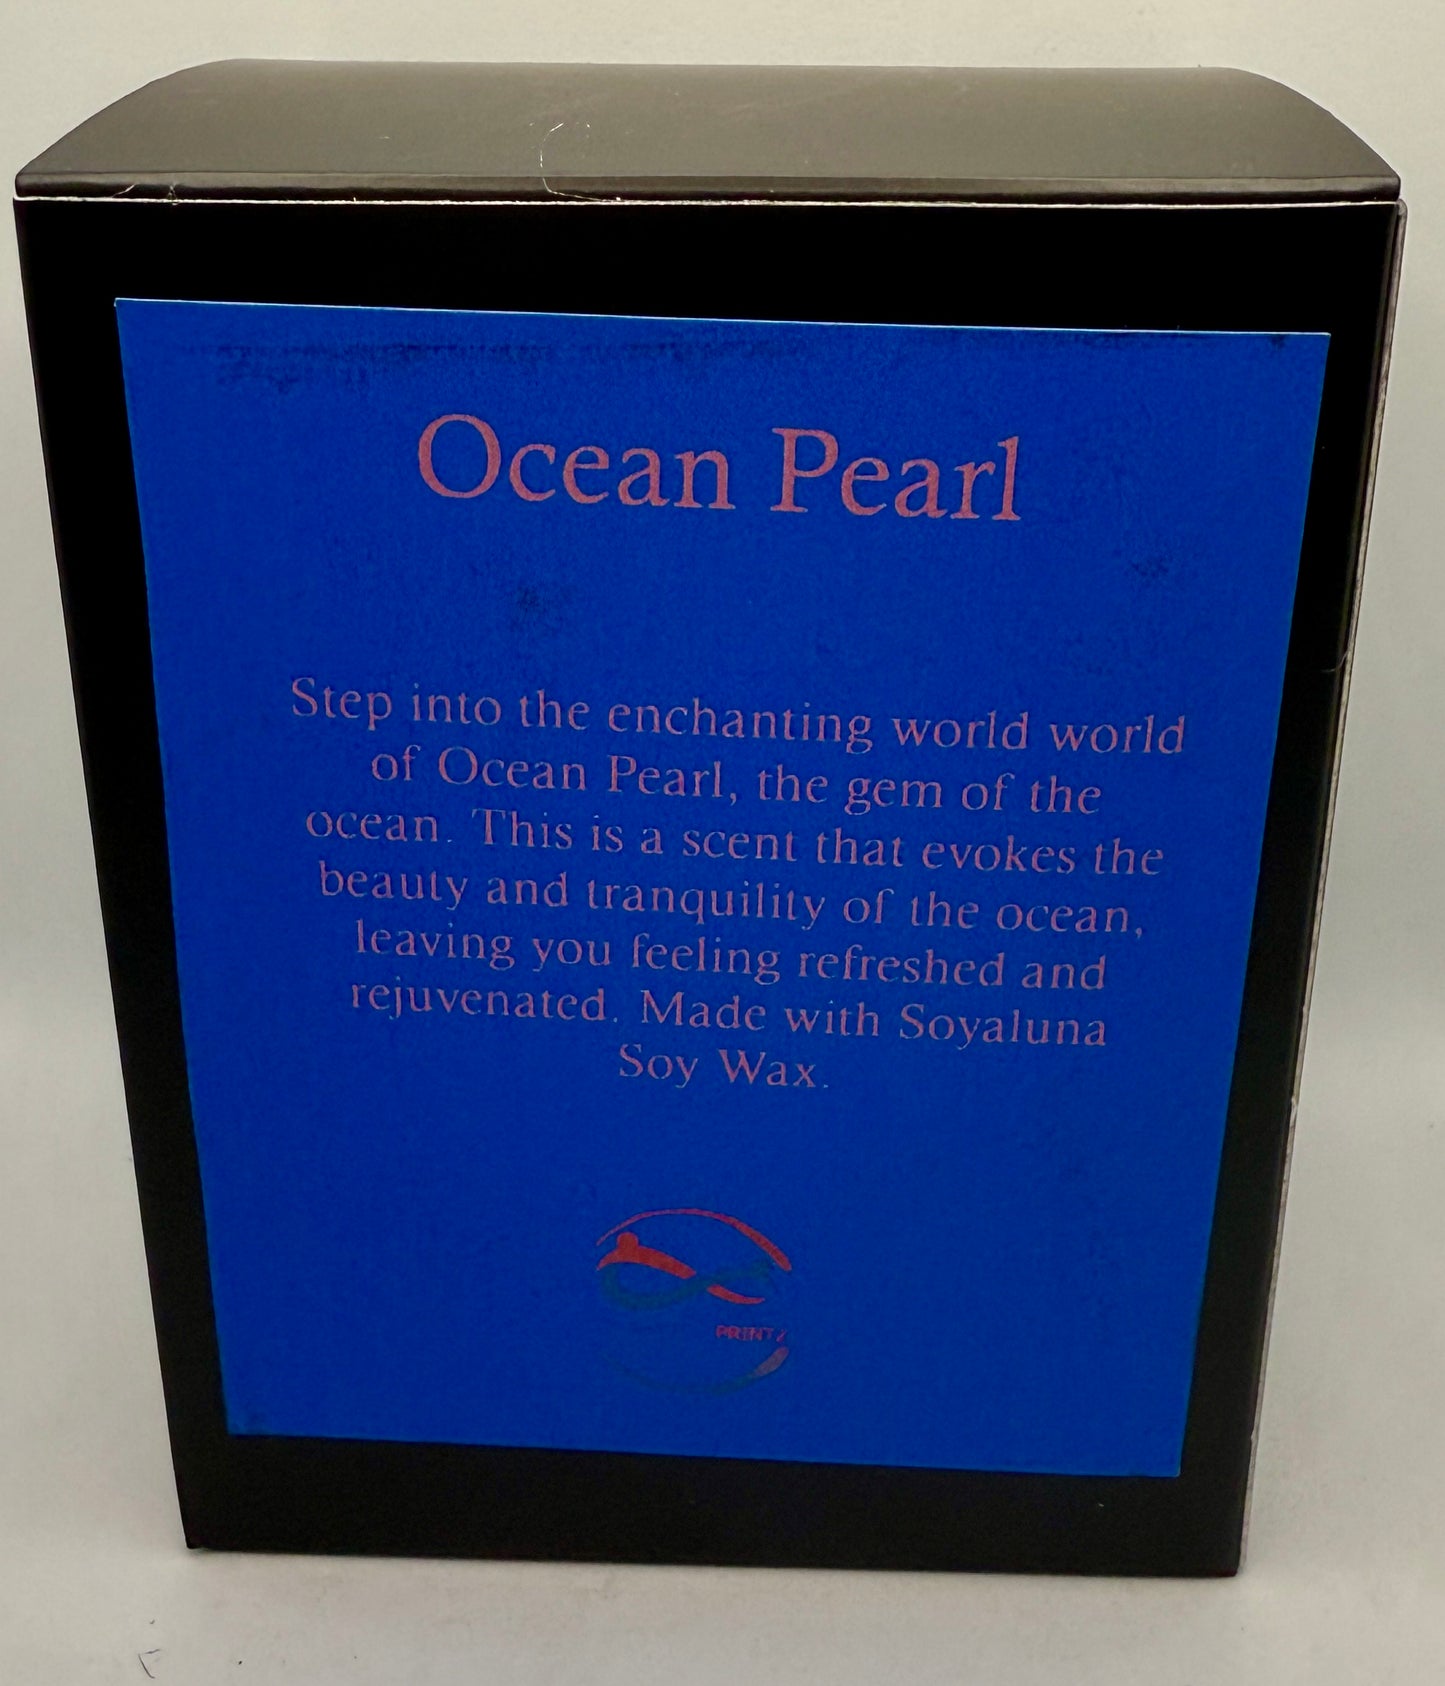 Ocean Pearl
Step into the enchanting world world
of Ocean Pearl, the gem of the
ocean. This is a scent that evokes the
beauty and tranquility of the ocean,
leaving you feeling refreshed and
rejuvenated. Made with Soyaluna
Soy Wax.
PRINTZ